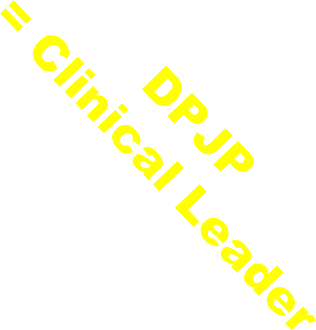 DPJP
= Clinical Leader